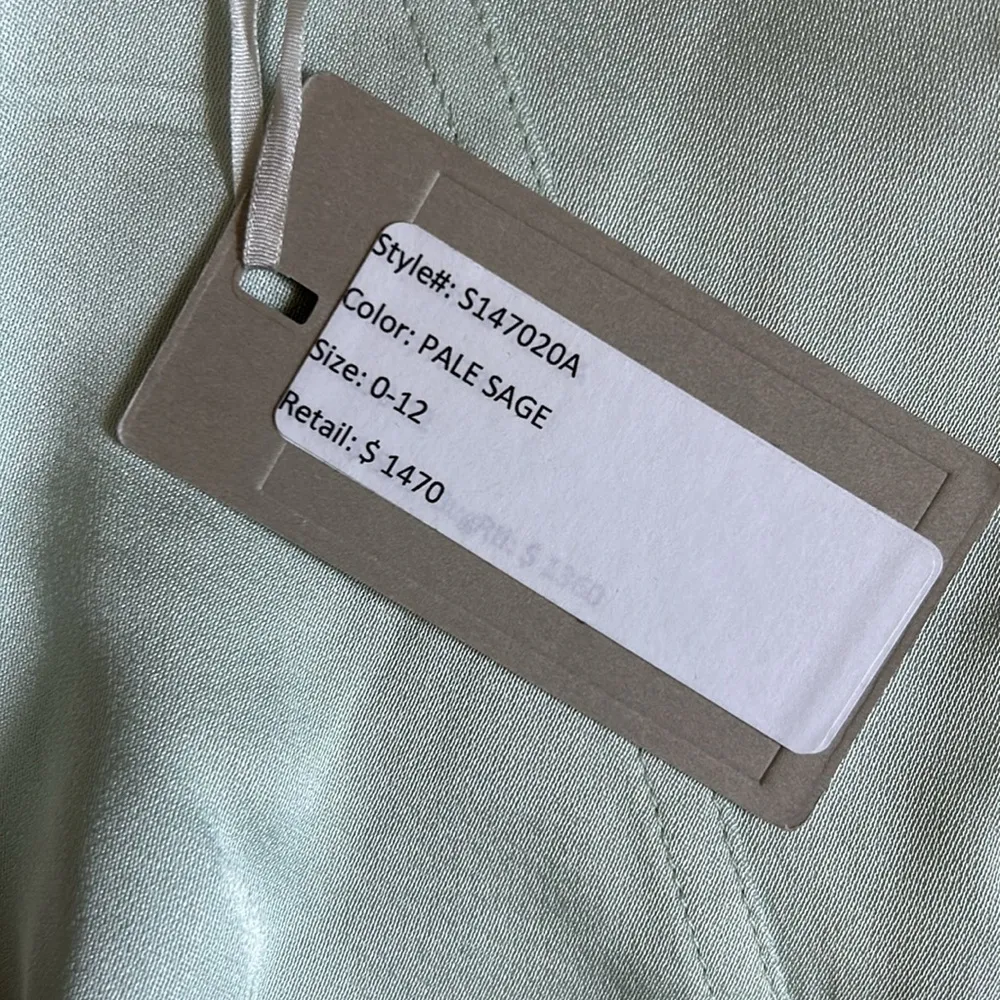 Style#: S147020A
Color: PALE SAGE
Size: 0-12
Retail: $ 1470